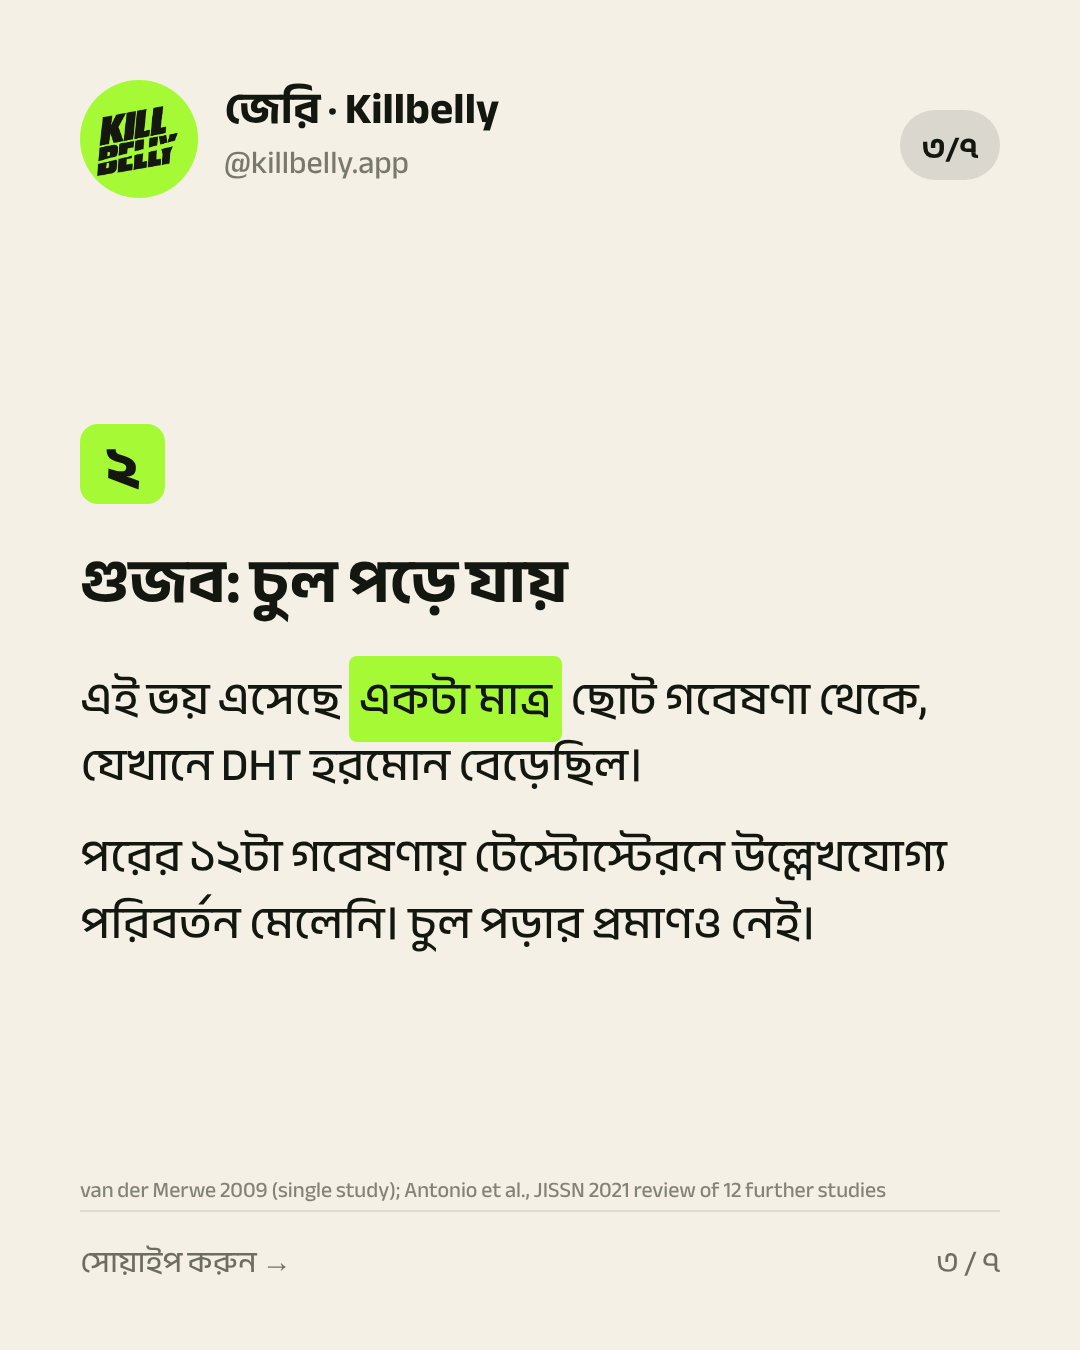 KILL
BELLY
জেরি · Killbelly
@killbelly.app
৩/৭
২
গুজব: চুল পড়ে যায়
এই ভয় এসেছে একটা মাত্র ছোট গবেষণা থেকে,
যেখানে DHT হরমোন বেড়েছিল।
পরের ১২টা গবেষণায় টেস্টোস্টেরনে উল্লেখযোগ্য
পরিবর্তন মেলেনি। চুল পড়ার প্রমাণও নেই।
van der Merwe 2009 (single study); Antonio et al., JISSN 2021 review of 12 further studies
সোয়াইপ করুন →
৩ / ৭